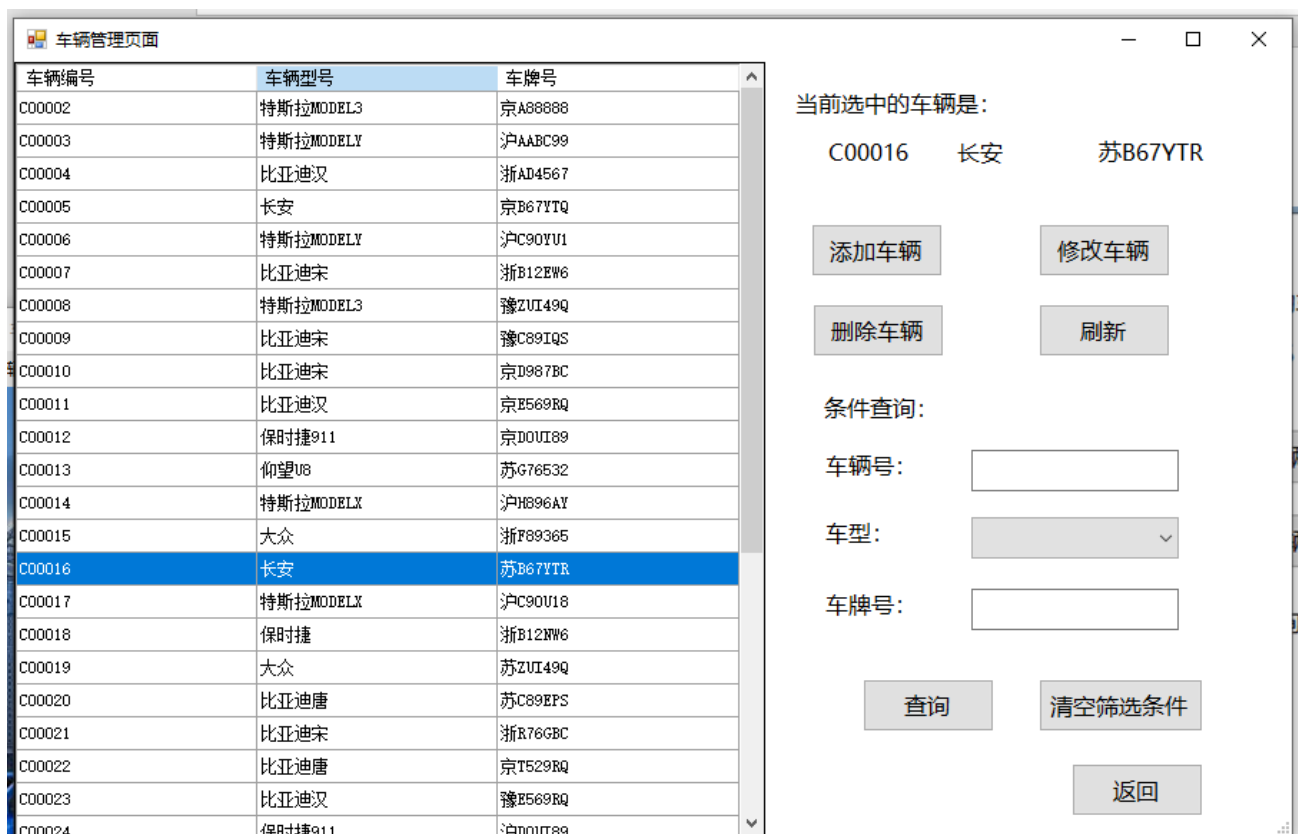 车辆管理页面
车辆编号 车辆型号 车牌号
C00002 特斯拉MODEL3 京A88888
C00003 特斯拉MODELY 沪AABC99
C00004 比亚迪汉 浙AD4567
C00005 长安 京B67YTQ
C00006 特斯拉MODELY 沪C90YU1
C00007 比亚迪宋 浙B12EW6
C00008 特斯拉MODEL3 豫ZUI49Q
C00009 比亚迪宋 豫C89IQS
C00010 比亚迪宋 京D987BC
C00011 比亚迪汉 京E569RQ
C00012 保时捷911 京D0UI89
C00013 仰望U8 苏G76532
C00014 特斯拉MODELX 沪H896AY
C00015 大众 浙F89365
C00016 长安 苏B67YTR
C00017 特斯拉MODELX 沪C90U18
C00018 保时捷 浙B12NW6
C00019 大众 苏ZUI49Q
C00020 比亚迪唐 苏C89EPS
C00021 比亚迪宋 浙R76GBC
C00022 比亚迪唐 京T529RQ
C00023 比亚迪汉 豫E569RQ
C00024 保时捷911 沪D0UI89
当前选中的车辆是：
C00016 长安 苏B67YTR
添加车辆 修改车辆
删除车辆 刷新
条件查询：
车辆号：
车型：
车牌号：
查询 清空筛选条件
返回